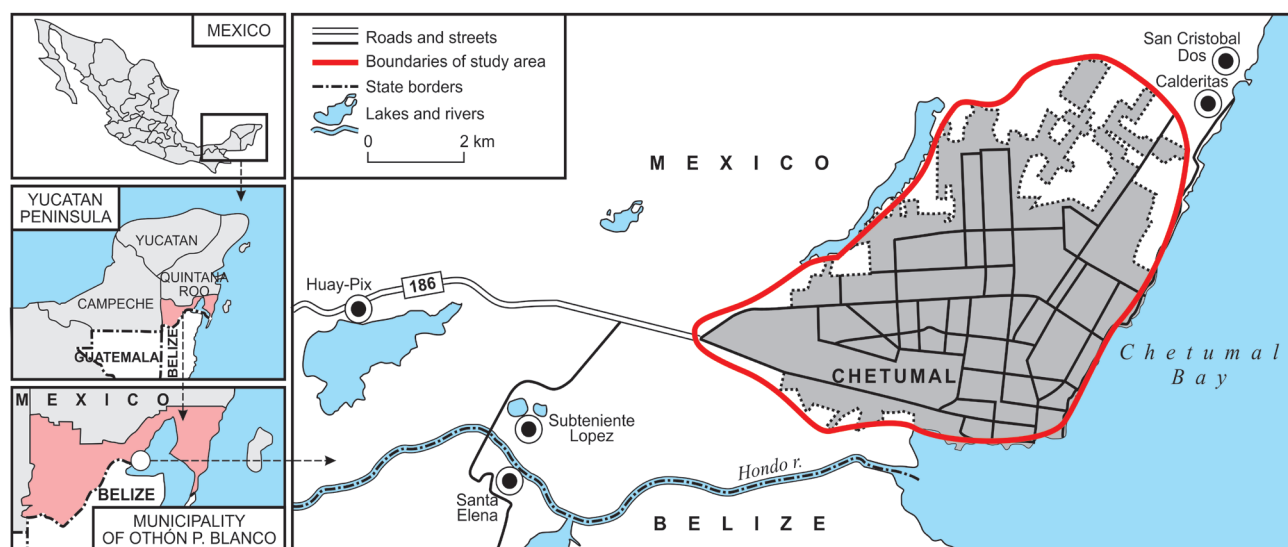 MEXICO
YUCATAN
PENINSULA
YUCATAN
QUINTANA
ROO
CAMPECHE
GUATEMALA
BELIZE
MEXICO
BELIZE
MUNICIPALITY
OF OTHÓN P. BLANCO
Roads and streets
Boundaries of study area
State borders
Lakes and rivers
0 2 km
San Cristobal
Dos
Calderitas
MEXICO
Huay-Pix
186
CHETUMAL
Chetumal
Bay
Subteniente
Lopez
Hondo r.
Santa
Elena
BELIZE